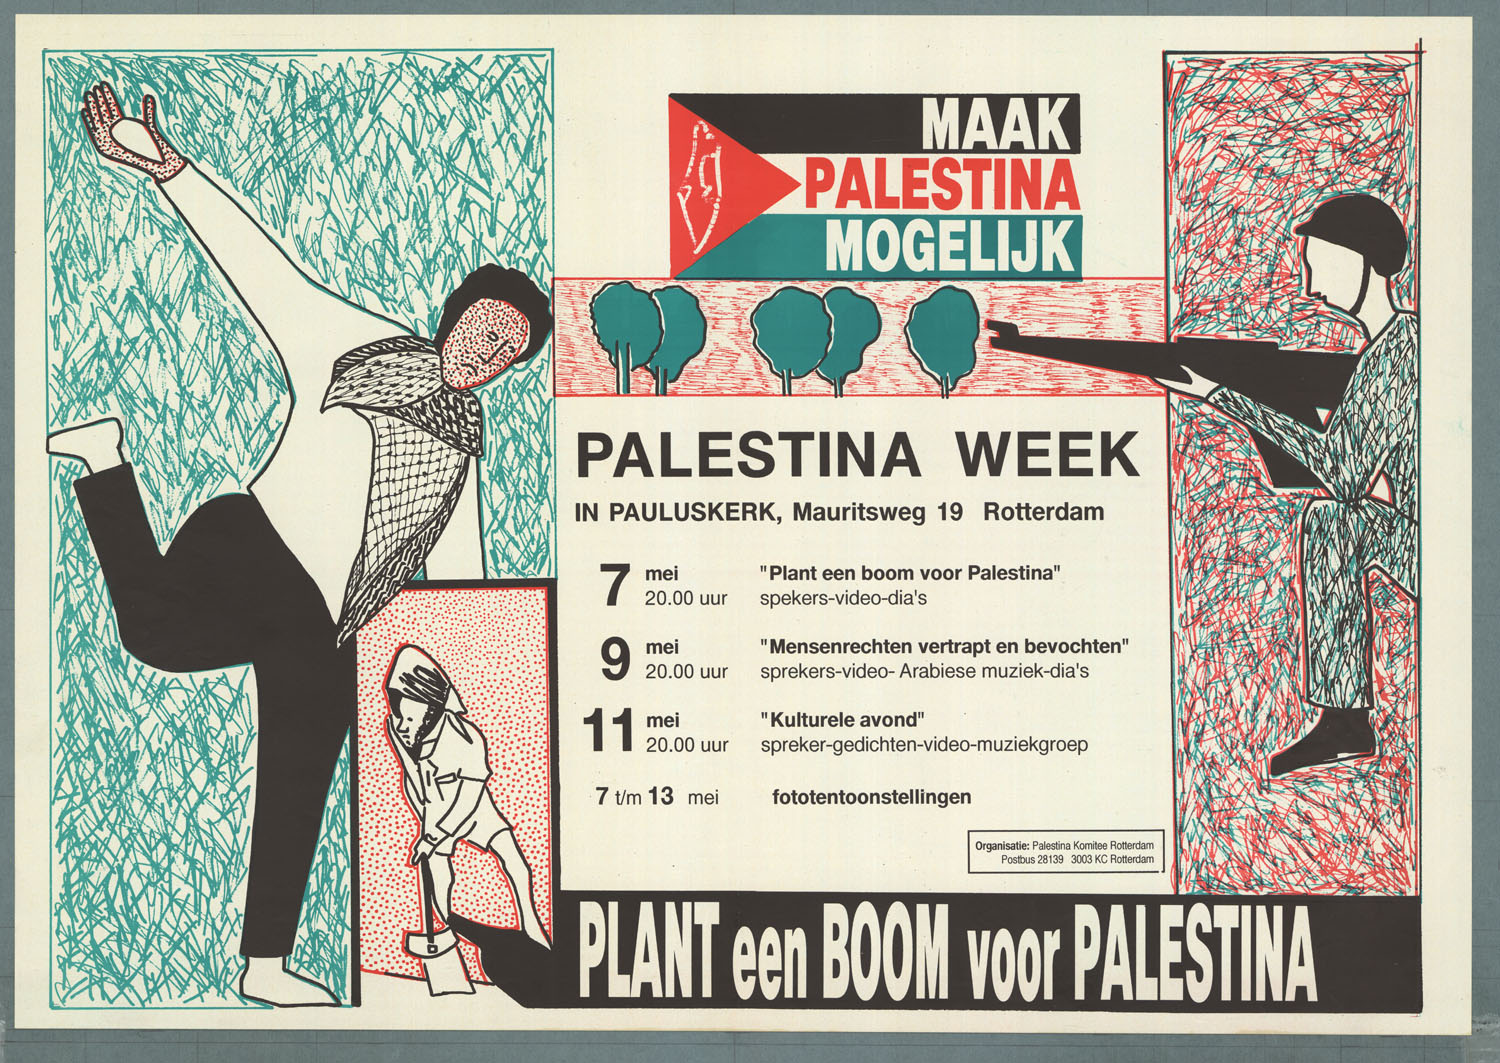 MAAK
PALESTINA
MOGELIJK
PALESTINA WEEK
IN PAULUSKERK, Mauritsweg 19 Rotterdam
7 mei "Plant een boom voor Palestina"
20.00 uur spekers-video-dia's
9 mei "Mensenrechten vertrapt en bevochten"
20.00 uur sprekers-video- Arabiese muziek-dia's
11 mei "Kulturele avond"
20.00 uur spreker-gedichten-video-muziekgroep
7 t/m 13 mei fototentoonstellingen
Organisatie: Palestina Komitee Rotterdam
Postbus 28139 3003 KC Rotterdam
PLANT een BOOM voor PALESTINA